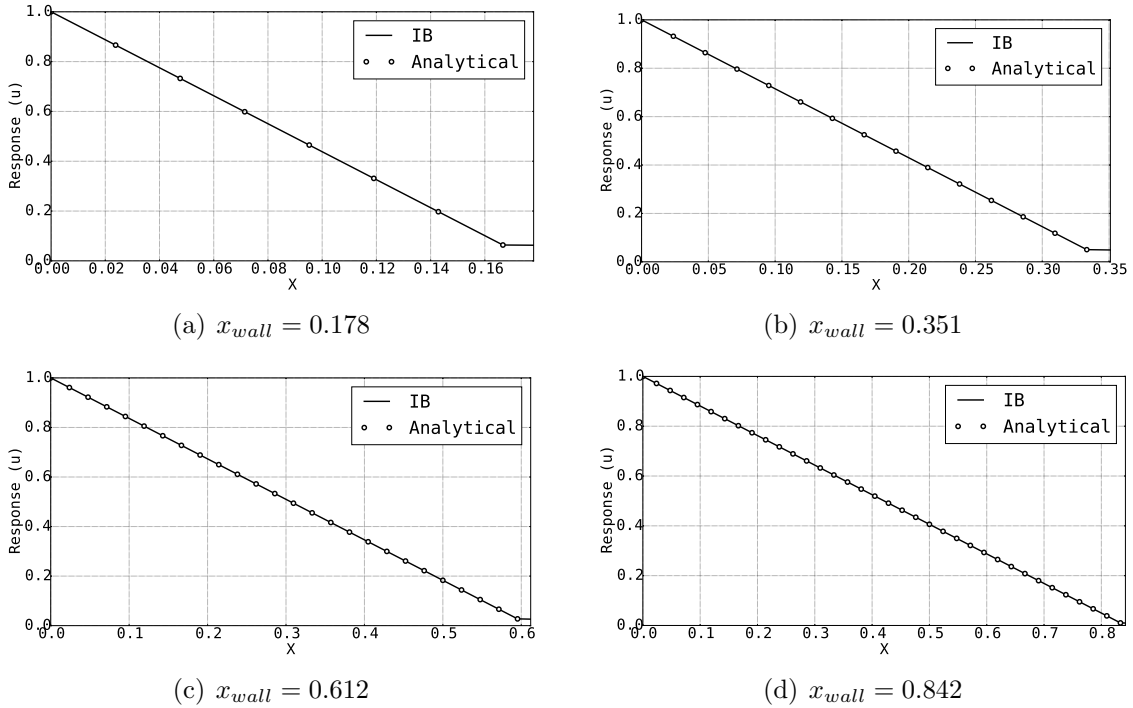 1.0
0.8
0.6
0.4
0.2
0.0
Response (u)
0.00 0.02 0.04 0.06 0.08 0.10 0.12 0.14 0.16
X
IB
Analytical
(a) x_wall = 0.178
1.0
0.8
0.6
0.4
0.2
0.0
Response (u)
0.00 0.05 0.10 0.15 0.20 0.25 0.30 0.35
X
IB
Analytical
(b) x_wall = 0.351
1.0
0.8
0.6
0.4
0.2
0.0
Response (u)
0.0 0.1 0.2 0.3 0.4 0.5 0.6
X
IB
Analytical
(c) x_wall = 0.612
1.0
0.8
0.6
0.4
0.2
0.0
Response (u)
0.0 0.1 0.2 0.3 0.4 0.5 0.6 0.7 0.8
X
IB
Analytical
(d) x_wall = 0.842